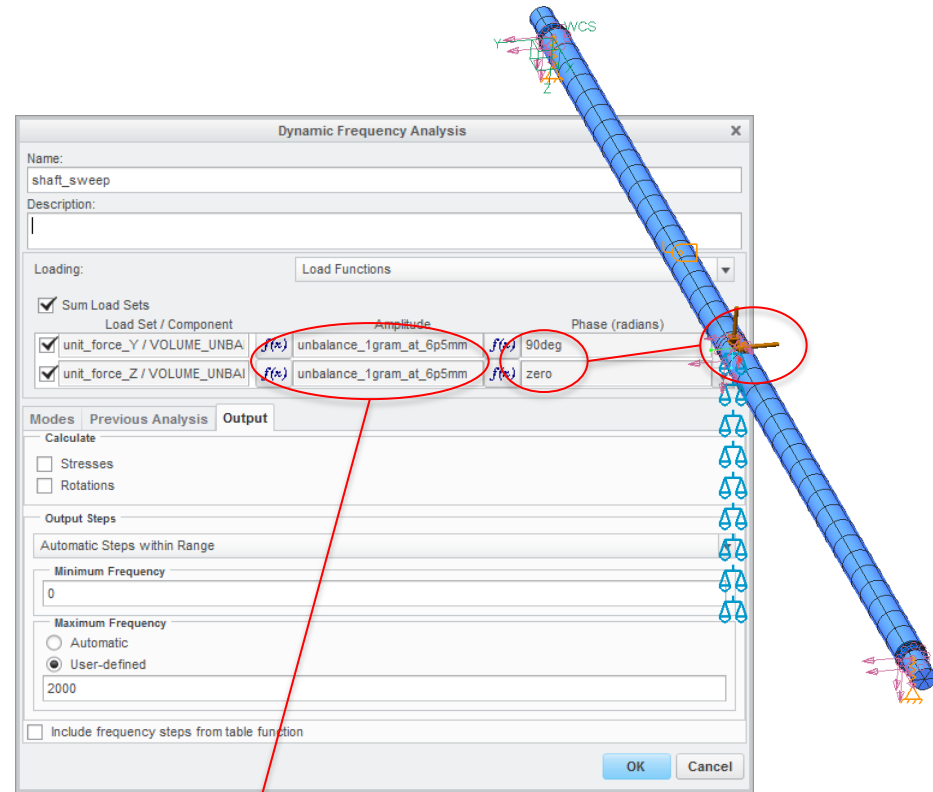 WCS
Y
Z
Dynamic Frequency Analysis x
Name:
shaft_sweep
Description:
Loading: Load Functions
Sum Load Sets
Load Set / Component Amplitude Phase (radians)
unit_force_Y / VOLUME_UNBAI f(x) unbalance_1gram_at_6p5mm f(x) 90deg
unit_force_Z / VOLUME_UNBAI f(x) unbalance_1gram_at_6p5mm f(x) zero
Modes Previous Analysis Output
Calculate
Stresses
Rotations
Output Steps
Automatic Steps within Range
Minimum Frequency
0
Maximum Frequency
Automatic
User-defined
2000
Include frequency steps from table function
OK Cancel